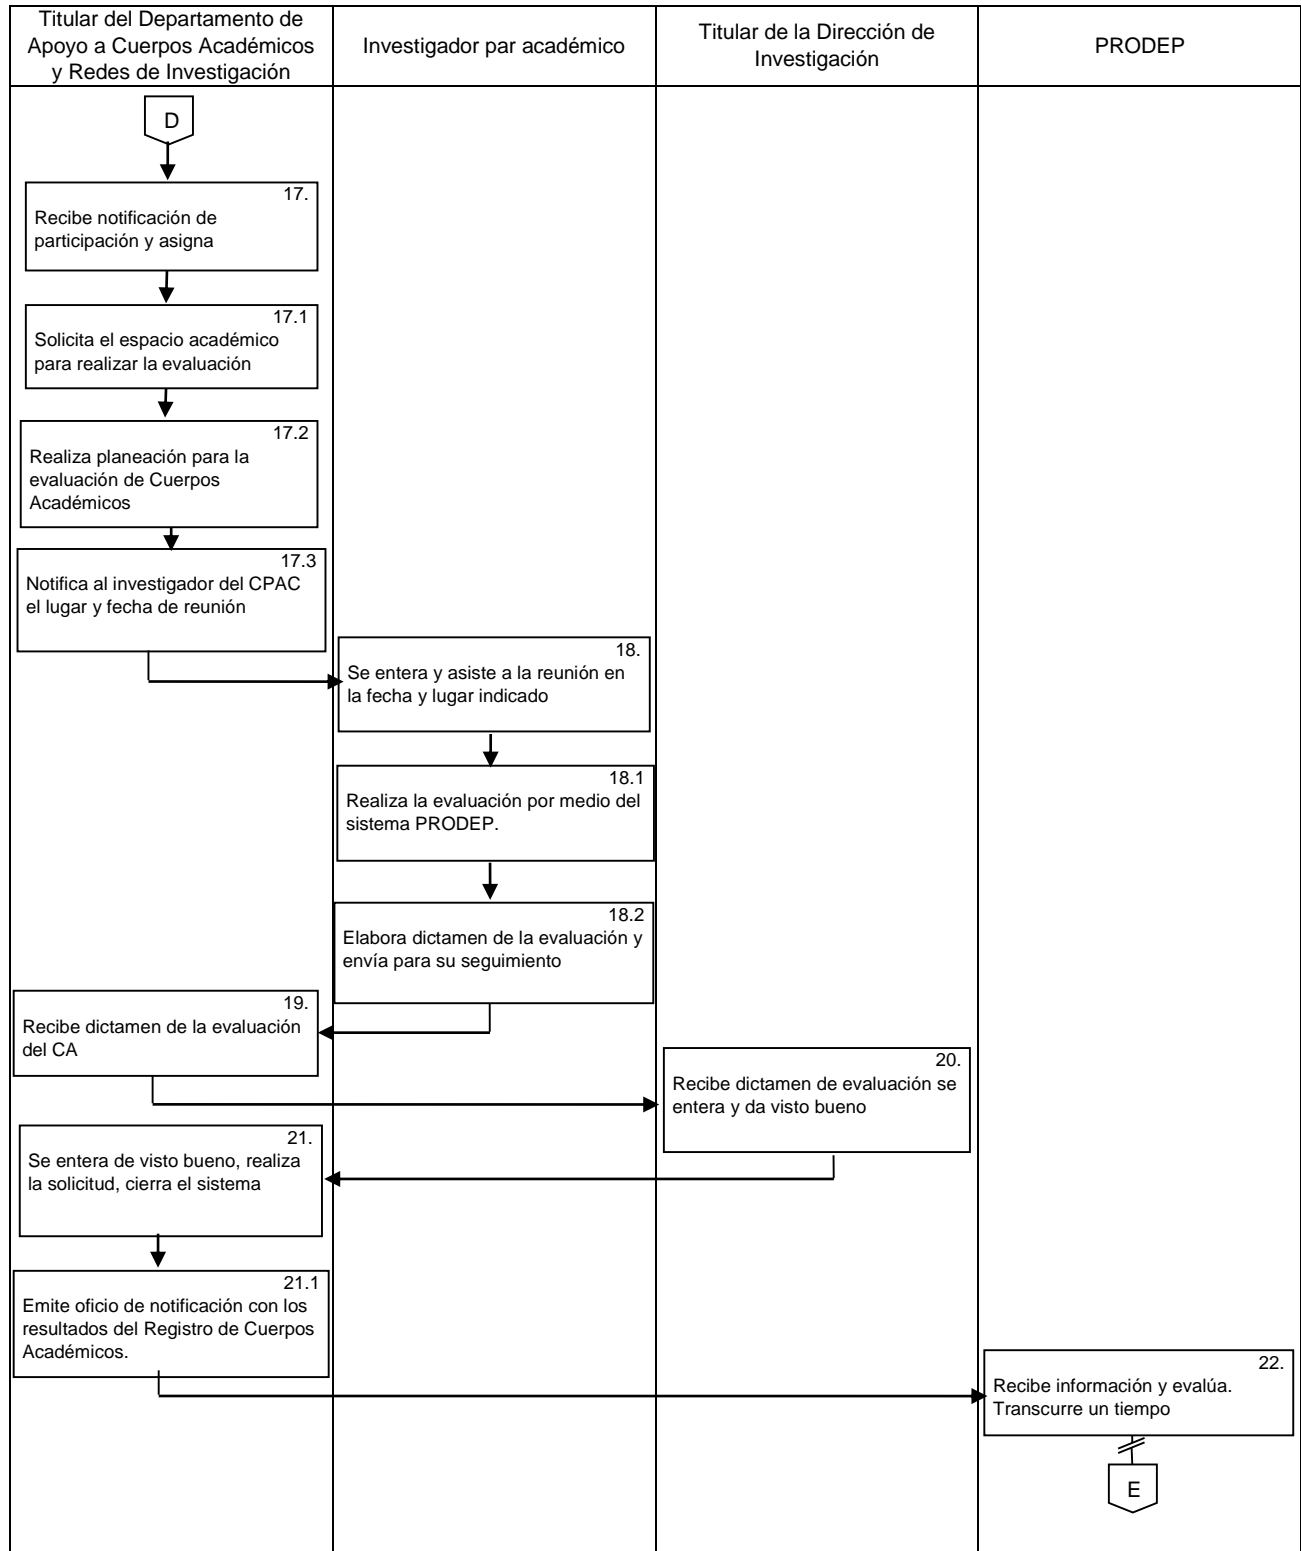 Titular del Departamento de
Apoyo a Cuerpos Académicos
y Redes de Investigación
Investigador par académico
Titular de la Dirección de
Investigación
PRODEP
D
17.
Recibe notificación de
participación y asigna
17.1
Solicita el espacio académico
para realizar la evaluación
17.2
Realiza planeación para la
evaluación de Cuerpos
Académicos
17.3
Notifica al investigador del CPAC
el lugar y fecha de reunión
18.
Se entera y asiste a la reunión en
la fecha y lugar indicado
18.1
Realiza la evaluación por medio del
sistema PRODEP.
18.2
Elabora dictamen de la evaluación y
envía para su seguimiento
19.
Recibe dictamen de la evaluación
del CA
20.
Recibe dictamen de evaluación se
entera y da visto bueno
21.
Se entera de visto bueno, realiza
la solicitud, cierra el sistema
21.1
Emite oficio de notificación con los
resultados del Registro de Cuerpos
Académicos.
22.
Recibe información y evalúa.
Transcurre un tiempo
E